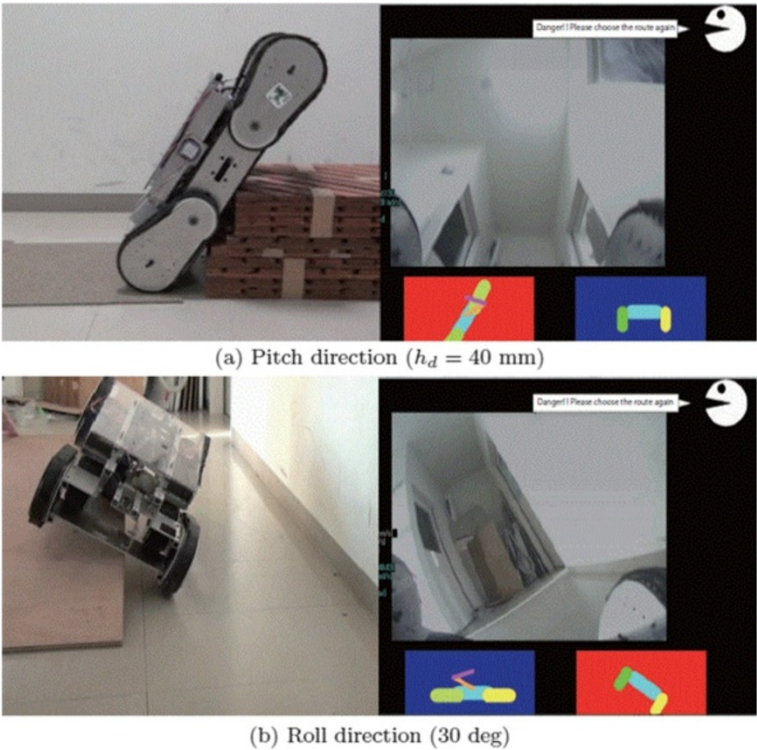 Danger!! Please choose the route again
(a) Pitch direction (h_d = 40 mm)
Danger!! Please choose the route again
(b) Roll direction (30 deg)